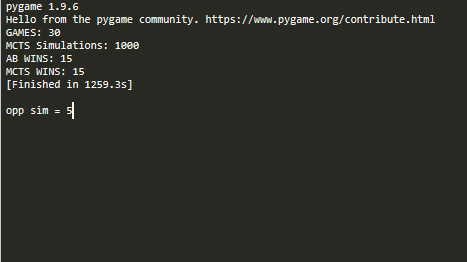 pygame 1.9.6
Hello from the pygame community. https://www.pygame.org/contribute.html
GAMES: 30
MCTS Simulations: 1000
AB WINS: 15
MCTS WINS: 15
[Finished in 1259.3s]
opp sim = 5